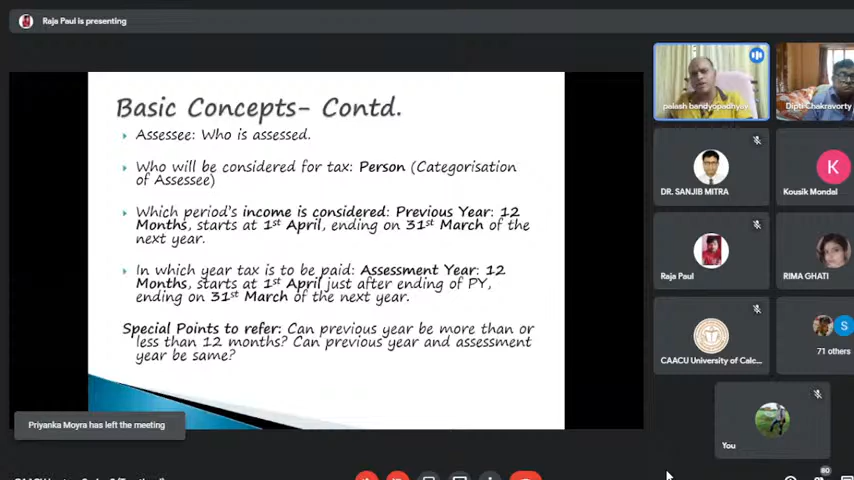 Raja Paul is presenting
Basic Concepts- Contd.
Assessee: Who is assessed.
Who will be considered for tax: Person (Categorisation
of Assessee)
Which period's income is considered: Previous Year: 12
Months, starts at 1st April, ending on 31st March of the
next year.
In which year tax is to be paid: Assessment Year: 12
Months, starts at 1st April just after ending of PY,
ending on 31st March of the next year.
Special Points to refer: Can previous year be more than or
less than 12 months? Can previous year and assessment
year be same?
palash bandyopadhyay
Dipti Chakravorty
DR. SANJIB MITRA
K
Kousik Mondal
Raja Paul
RIMA GHATI
CAACU University of Calc...
S
71 others
You
Priyanka Moyra has left the meeting
80